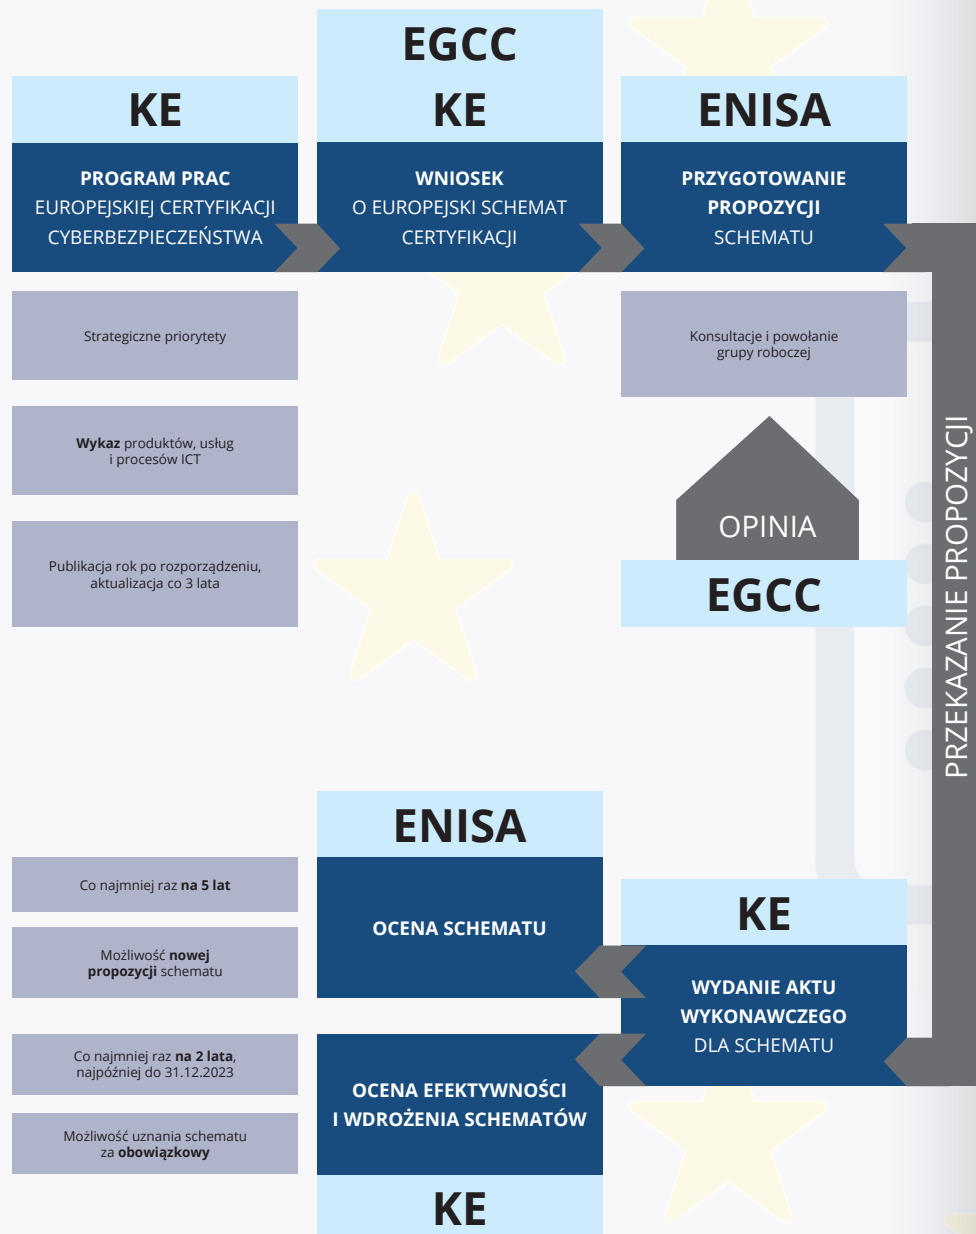 KE
PROGRAM PRAC
EUROPEJSKIEJ CERTYFIKACJI
CYBERBEZPIECZEŃSTWA
Strategiczne priorytety
Wykaz produktów, usług
i procesów ICT
Publikacja rok po rozporządzeniu,
aktualizacja co 3 lata
EGCC
KE
WNIOSEK
O EUROPEJSKI SCHEMAT
CERTYFIKACJI
ENISA
PRZYGOTOWANIE
PROPOZYCJI
SCHEMATU
Konsultacje i powołanie
grupy roboczej
OPINIA
EGCC
PRZEKAZANIE PROPOZYCJI
KE
WYDANIE AKTU
WYKONAWCZEGO
DLA SCHEMATU
ENISA
OCENA SCHEMATU
Co najmniej raz na 5 lat
Możliwość nowej
propozycji schematu
OCENA EFEKTYWNOŚCI
I WDROŻENIA SCHEMATÓW
KE
Co najmniej raz na 2 lata,
najpóźniej do 31.12.2023
Możliwość uznania schematu
za obowiązkowy